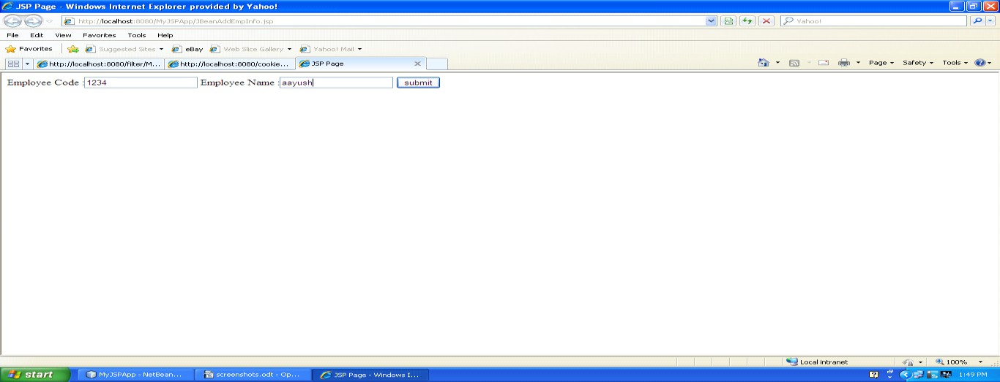 JSP Page - Windows Internet Explorer provided by Yahoo!
http://localhost:8080/MyJSPApp/JBeanAddEmpInfo.jsp Yahoo!
File Edit View Favorites Tools Help
Favorites Suggested Sites eBay Web Slice Gallery Yahoo! Mail
http://localhost:8080/filter/M... http://localhost:8080/cookie... JSP Page Page Safety Tools
Employee Code :1234 Employee Name :aayush submit
Local intranet 100%
start MyJSPApp - NetBean... screenshots.odt - Op... JSP Page - Windows I... 1:49 PM